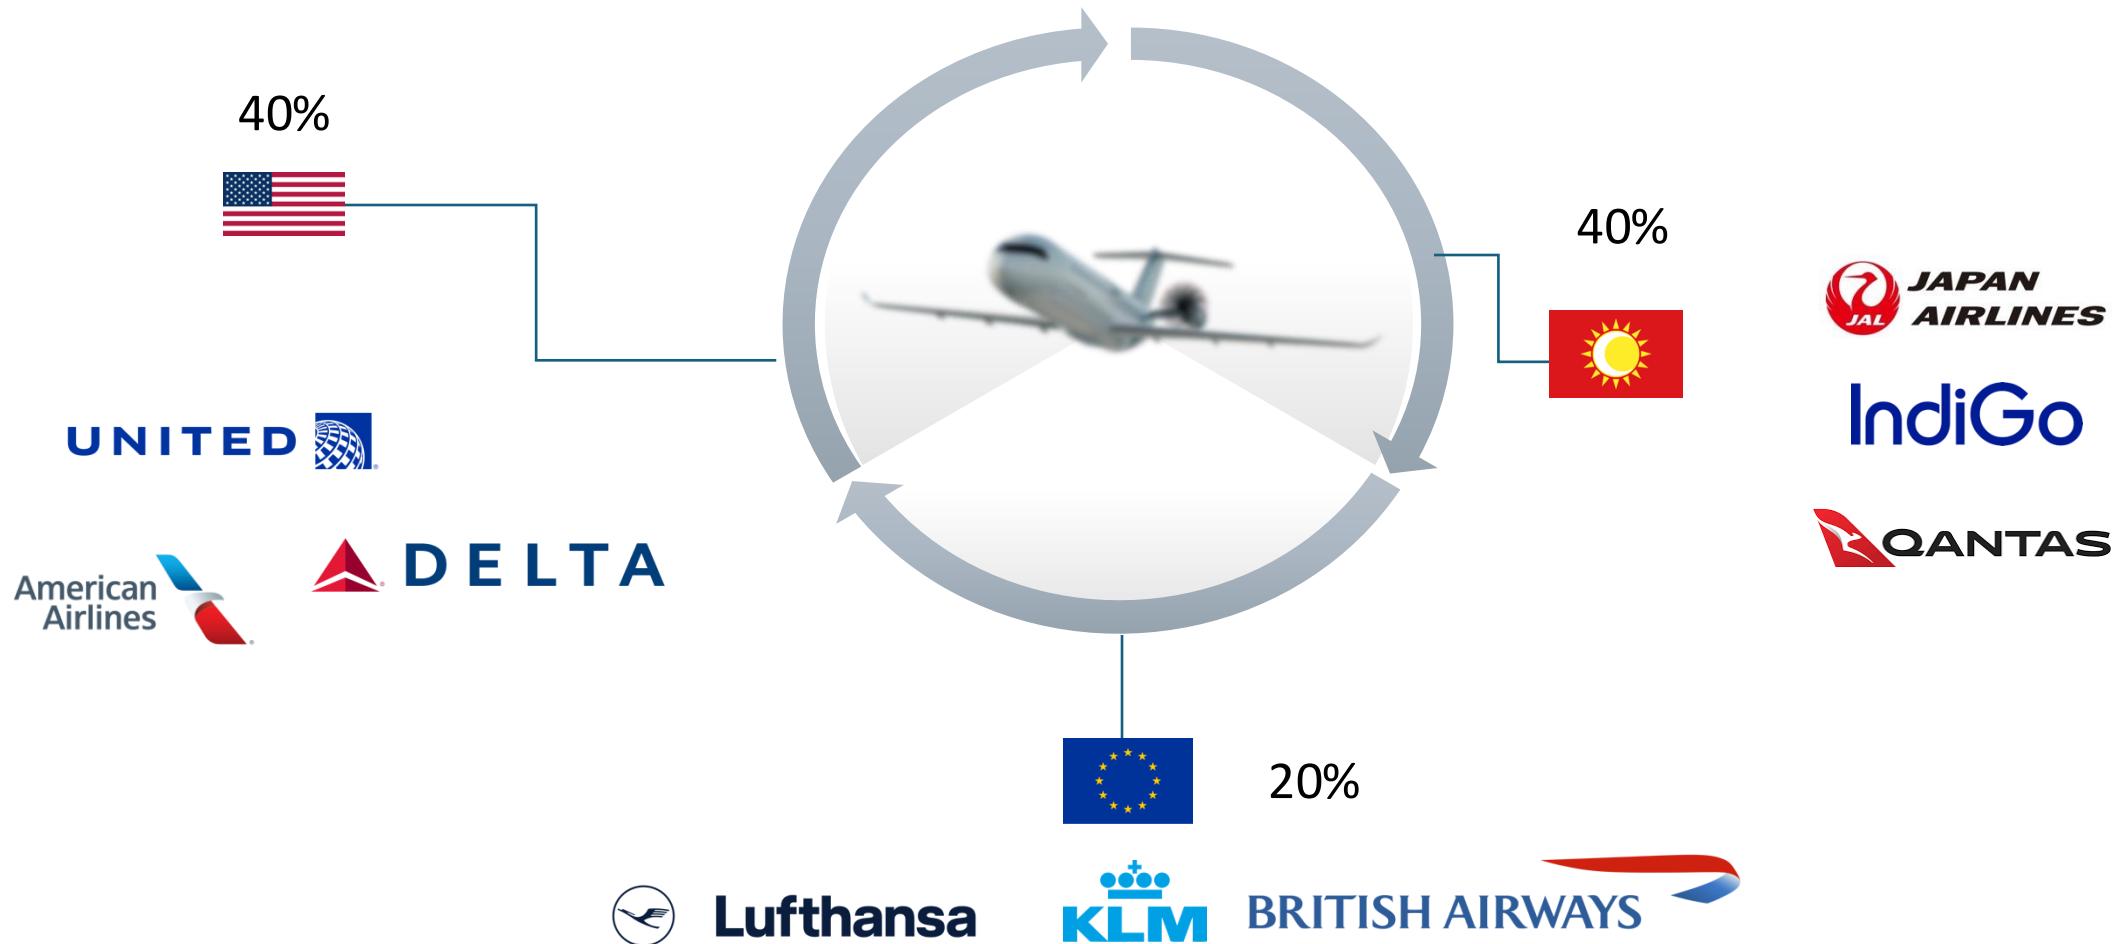 40%
40%
JAPAN
AIRLINES
JAL
IndiGo
UNITED
QANTAS
DELTA
American
Airlines
20%
Lufthansa
KLM
BRITISH AIRWAYS